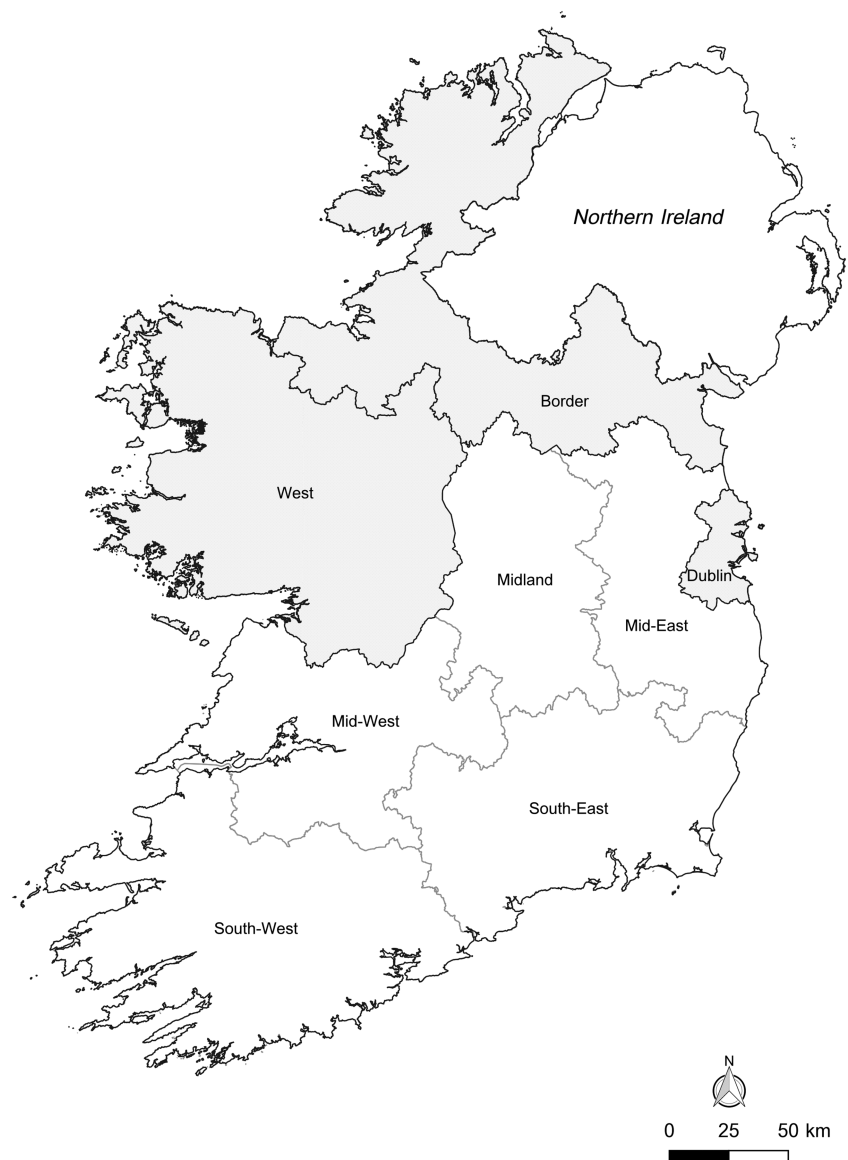 Northern Ireland
Border
West
Midland
Dublin
Mid-East
Mid-West
South-East
South-West
N
0 25 50 km